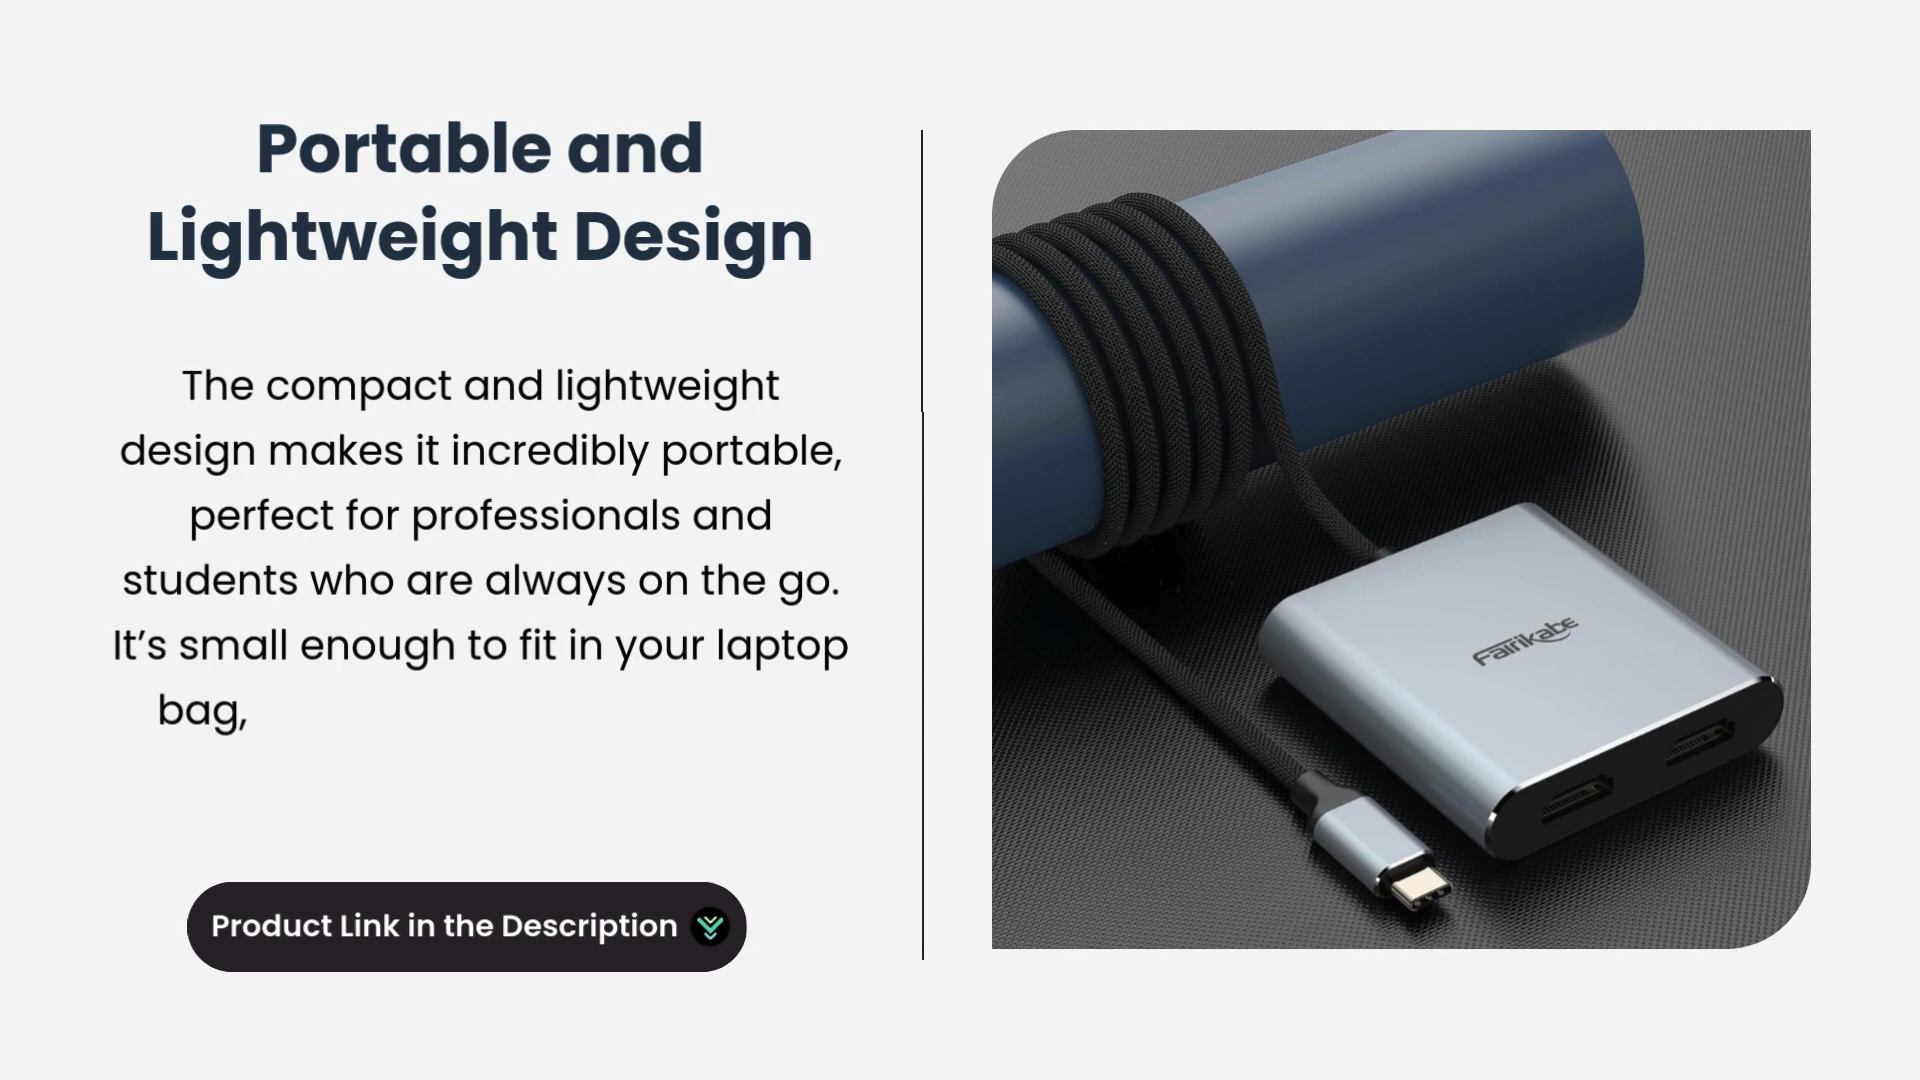 Portable and
Lightweight Design
The compact and lightweight
design makes it incredibly portable,
perfect for professionals and
students who are always on the go.
It’s small enough to fit in your laptop
bag,
Product Link in the Description
Fairikabe